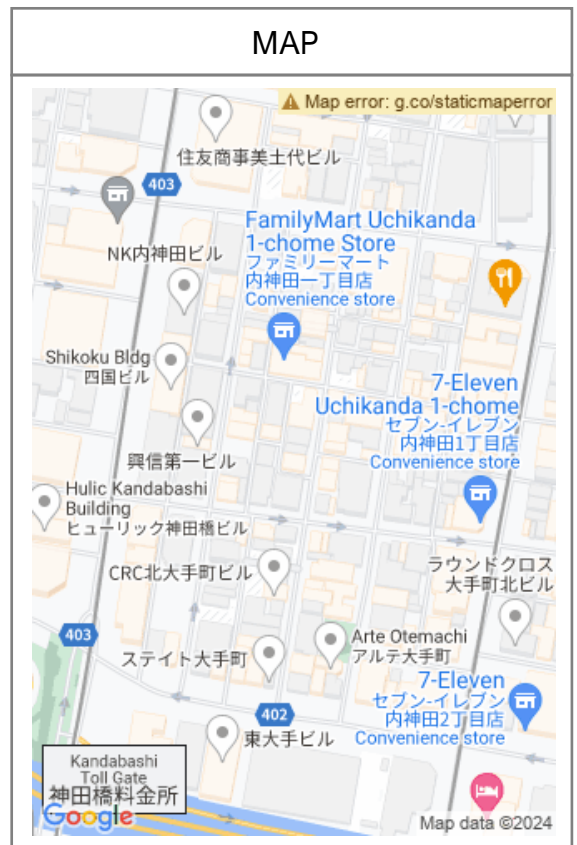 MAP
Map error: g.co/staticmaperror
住友商事美土代ビル
403
FamilyMart Uchikanda
1-chome Store
ファミリーマート
内神田一丁目店
Convenience store
NK内神田ビル
Shikoku Bldg
四国ビル
7-Eleven
Uchikanda 1-chome
セブン-イレブン
内神田1丁目店
Convenience store
興信第一ビル
Hulic Kandabashi
Building
ヒューリック神田橋ビル
CRC北大手町ビル
ラウンドクロス
大手町北ビル
403
Arte Otemachi
アルテ大手町
ステイト大手町
7-Eleven
セブン-イレブン
内神田2丁目店
Convenience store
402
東大手ビル
Kandabashi
Toll Gate
神田橋料金所
Google
Map data ©2024